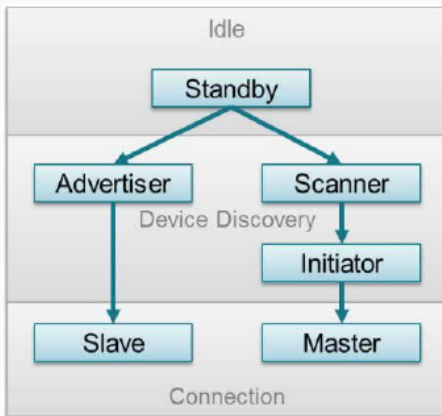 Idle
Standby
Advertiser
Scanner
Device Discovery
Initiator
Slave
Master
Connection